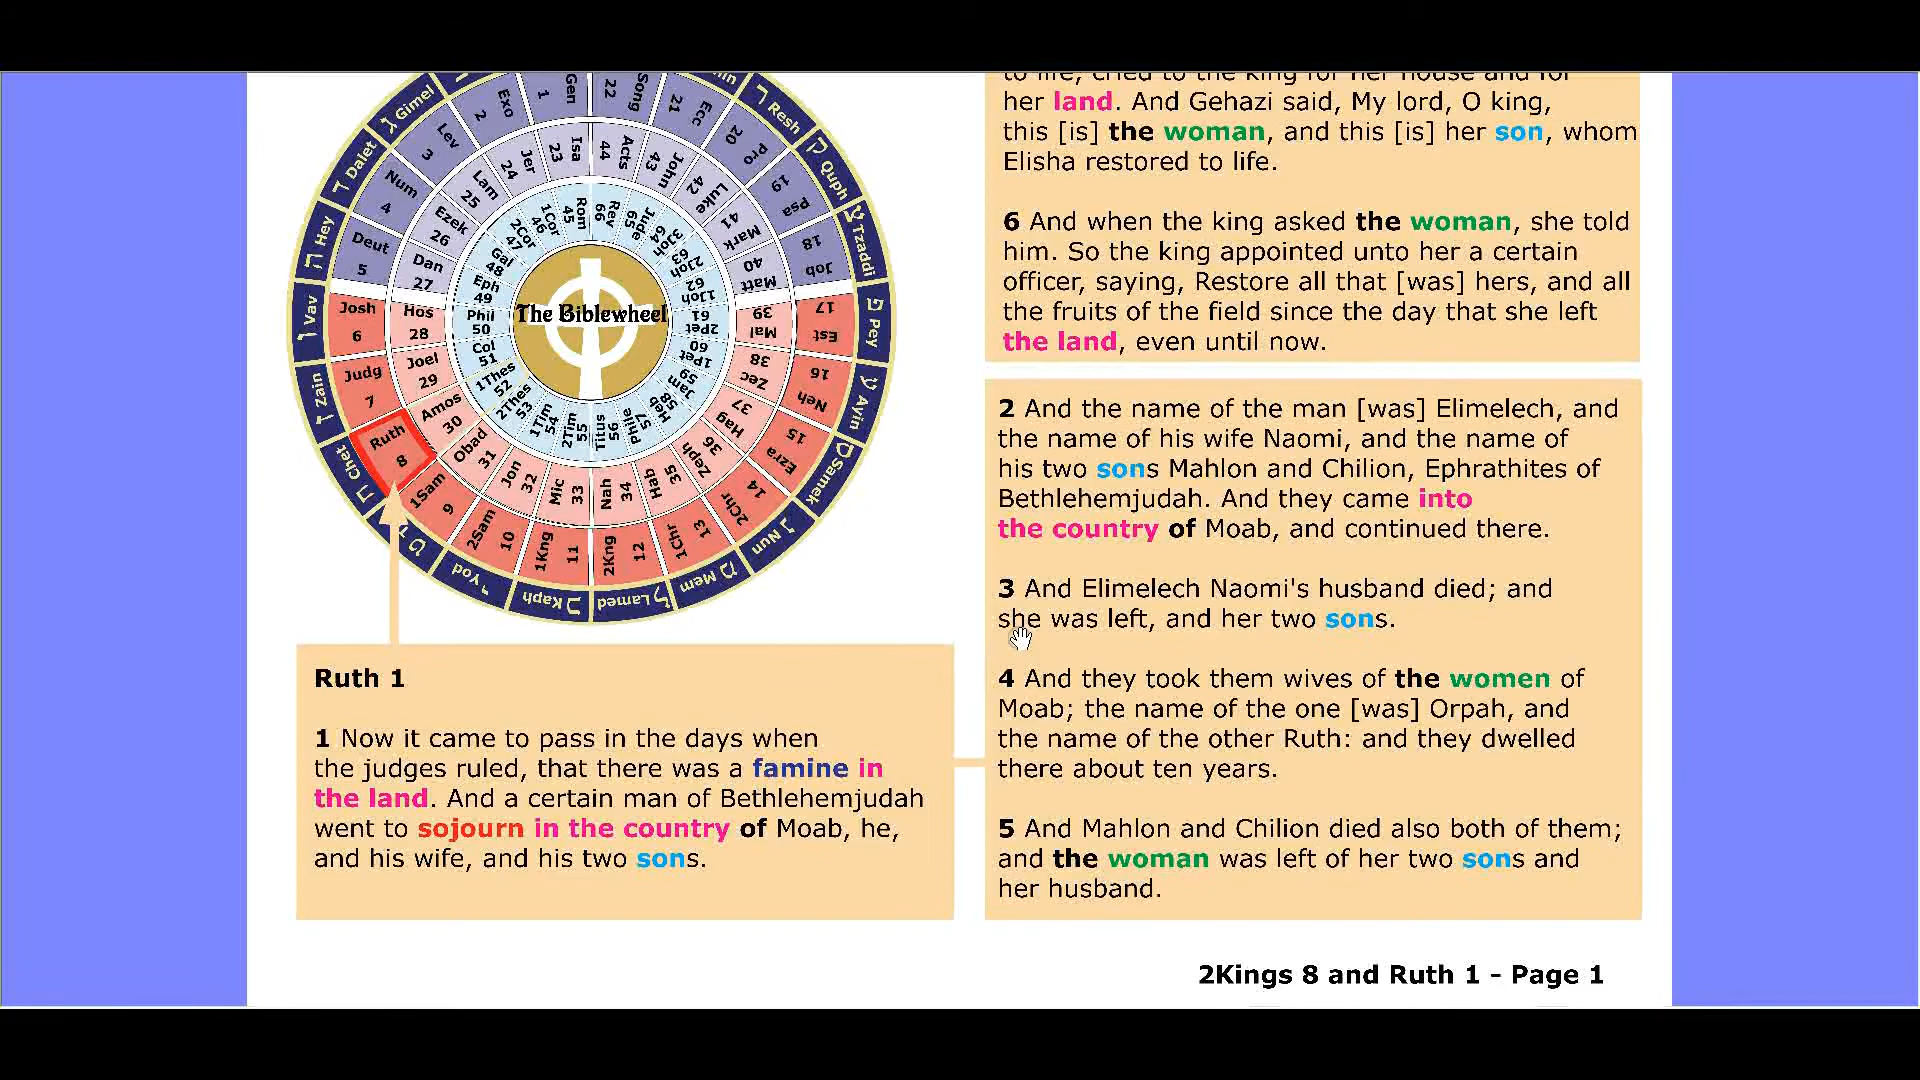 ג Gimel
ד Dalet
ה Hey
ו Vav
ז Zain
ח Chet
ט
י Yod
כ Kaph
ל Lamed
מ Mem
נ Nun
ס Samek
ע Ayin
פ Pey
צ Tzaddi
ק Quph
ר Resh
Gen 1
Exo 2
Lev 3
Num 4
Deut 5
Josh 6
Judg 7
Ruth 8
1Sam 9
2Sam 10
1Kng 11
2Kng 12
1Chr 13
2Chr 14
Ezra 15
Neh 16
Est 17
Job 18
Psa 19
Pro 20
Ecc 21
Song 22
Isa 23
Jer 24
Lam 25
Ezek 26
Dan 27
Hos 28
Joel 29
Amos 30
Obad 31
Jon 32
Mic 33
Nah 34
Hab 35
Zeph 36
Hag 37
Zec 38
Mal 39
Matt 40
Mark 41
Luke 42
John 43
Acts 44
Rom 45
1Cor 46
2Cor 47
Gal 48
Eph 49
Phil 50
Col 51
1Thes 52
2Thes 53
1Tim 54
2Tim 55
Titus 56
Phile 57
Heb 58
Jam 59
1Pet 60
2Pet 61
1Joh 62
2Joh 63
3Joh 64
Jude 65
Rev 66
The Biblewheel
Ruth 1
1 Now it came to pass in the days when
the judges ruled, that there was a famine in
the land. And a certain man of Bethlehemjudah
went to sojourn in the country of Moab, he,
and his wife, and his two sons.
to life, cried to the king for her house and for
her land. And Gehazi said, My lord, O king,
this [is] the woman, and this [is] her son, whom
Elisha restored to life.
6 And when the king asked the woman, she told
him. So the king appointed unto her a certain
officer, saying, Restore all that [was] hers, and all
the fruits of the field since the day that she left
the land, even until now.
2 And the name of the man [was] Elimelech, and
the name of his wife Naomi, and the name of
his two sons Mahlon and Chilion, Ephrathites of
Bethlehemjudah. And they came into
the country of Moab, and continued there.
3 And Elimelech Naomi's husband died; and
she was left, and her two sons.
4 And they took them wives of the women of
Moab; the name of the one [was] Orpah, and
the name of the other Ruth: and they dwelled
there about ten years.
5 And Mahlon and Chilion died also both of them;
and the woman was left of her two sons and
her husband.
2Kings 8 and Ruth 1 - Page 1